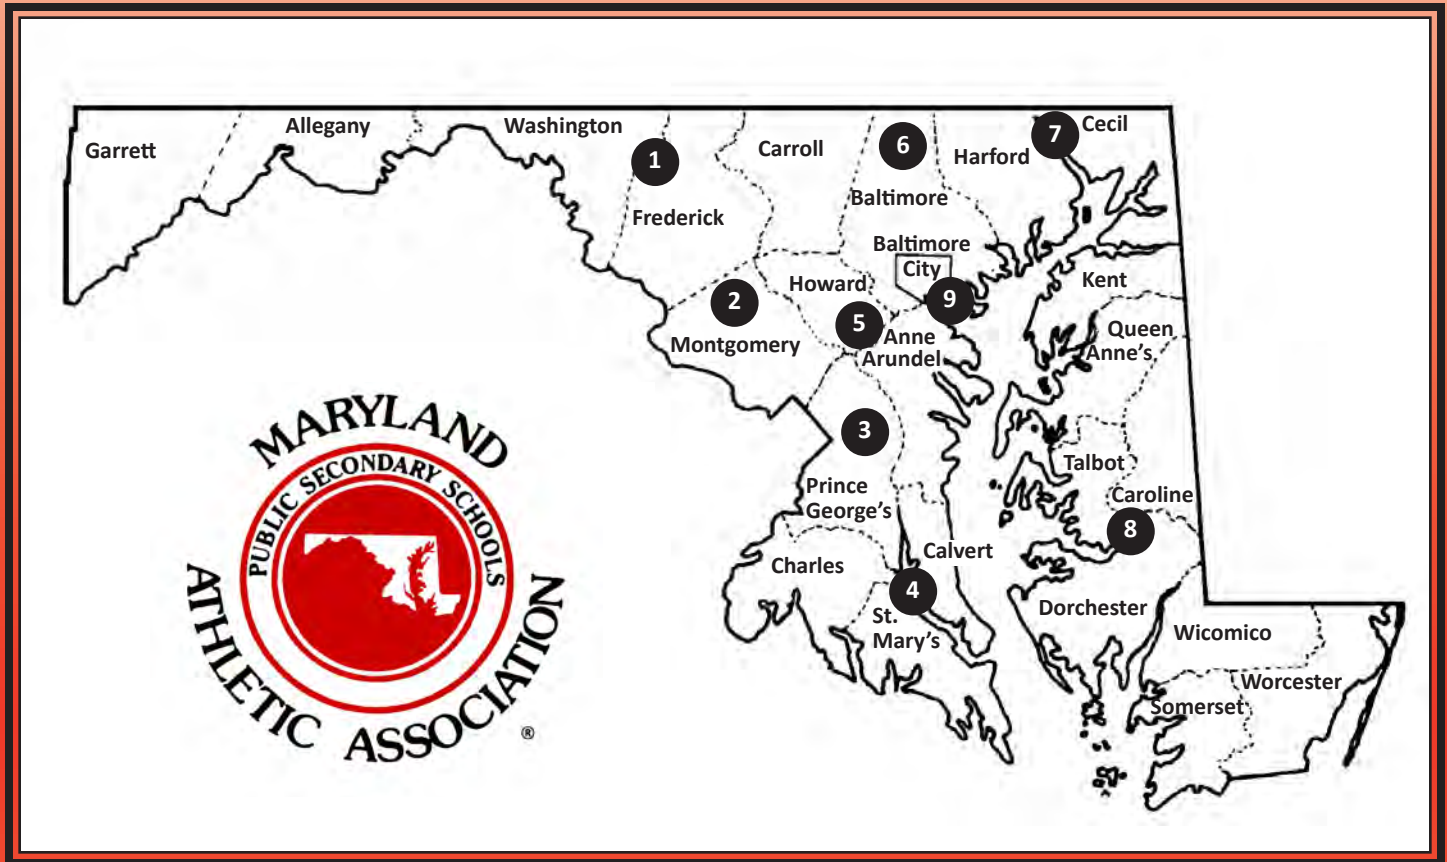 Garrett
Allegany
Washington
1
Frederick
Carroll
6
Baltimore
Harford
7
Cecil
Baltimore
City
9
Howard
5
2
Montgomery
Anne
Arundel
Kent
Queen
Anne's
3
Prince
George's
Talbot
Caroline
8
Charles
Calvert
4
St.
Mary's
Dorchester
Wicomico
Worcester
Somerset
MARYLAND
PUBLIC SECONDARY SCHOOLS
ATHLETIC ASSOCIATION
®